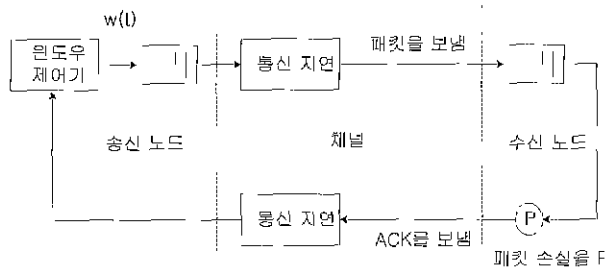 w(t)
윈도우
제어기
통신 지연
패킷을 보냄
송신 노드
채널
수신 노드
통신 지연
ACK를 보냄
P
패킷 손실율 P